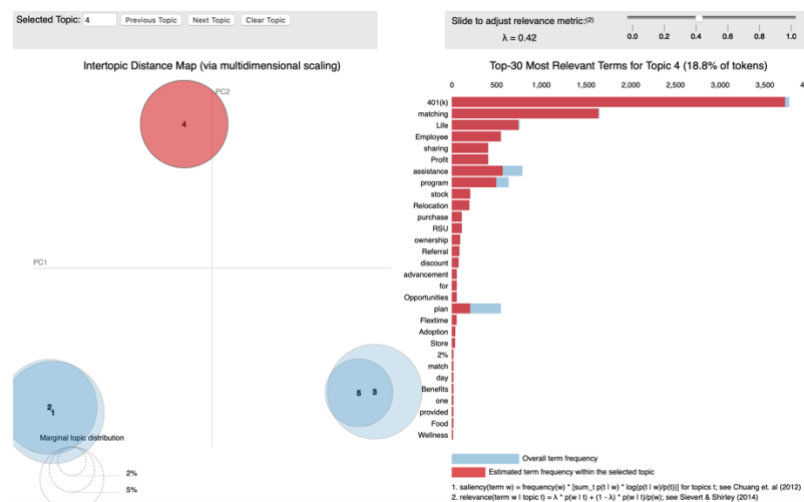 Selected Topic: 4 Previous Topic Next Topic Clear Topic
Slide to adjust relevance metric:(2)
λ = 0.42
0.0 0.2 0.4 0.6 0.8 1.0
Intertopic Distance Map (via multidimensional scaling)
PC2
PC1
4
2
1
5
3
Marginal topic distribution
2%
5%
Top-30 Most Relevant Terms for Topic 4 (18.8% of tokens)
0 500 1,000 1,500 2,000 2,500 3,000 3,500 4
401(k)
matching
Life
Employee
sharing
Profit
assistance
program
stock
Relocation
purchase
RSU
ownership
Referral
discount
advancement
for
Opportunities
plan
Flextime
Adoption
Store
2%
match
day
Benefits
one
provided
Food
Wellness
Overall term frequency
Estimated term frequency within the selected topic
1. saliency(term w) = frequency(w) * [sum_t p(t | w) * log(p(t | w)/p(t))] for topics t; see Chuang et. al (2012)
2. relevance(term w | topic t) = λ * p(w | t) + (1 - λ) * p(w | t)/p(w); see Sievert & Shirley (2014)